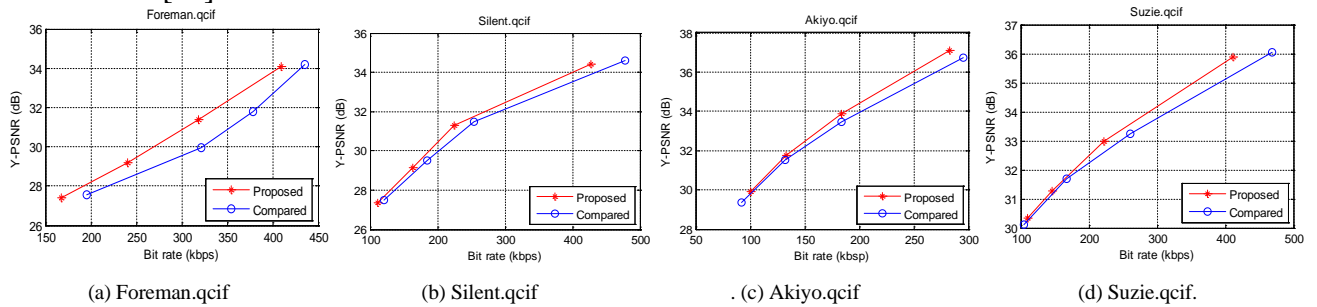 Foreman.qcif
36
34
32
30
28
26
Y-PSNR (dB)
150 200 250 300 350 400 450
Bit rate (kbps)
Proposed
Compared
(a) Foreman.qcif
Silent.qcif
36
34
32
30
28
26
Y-PSNR (dB)
100 200 300 400 500
Bit rate (kbps)
Proposed
Compared
(b) Silent.qcif
Akiyo.qcif
38
36
34
32
30
28
Y-PSNR (dB)
50 100 150 200 250 300
Bit rate (kbsp)
Proposed
Compared
. (c) Akiyo.qcif
Suzie.qcif
37
36
35
34
33
32
31
30
Y-PSNR (dB)
100 200 300 400 500
Bit rate (kbps)
Proposed
Compared
(d) Suzie.qcif.